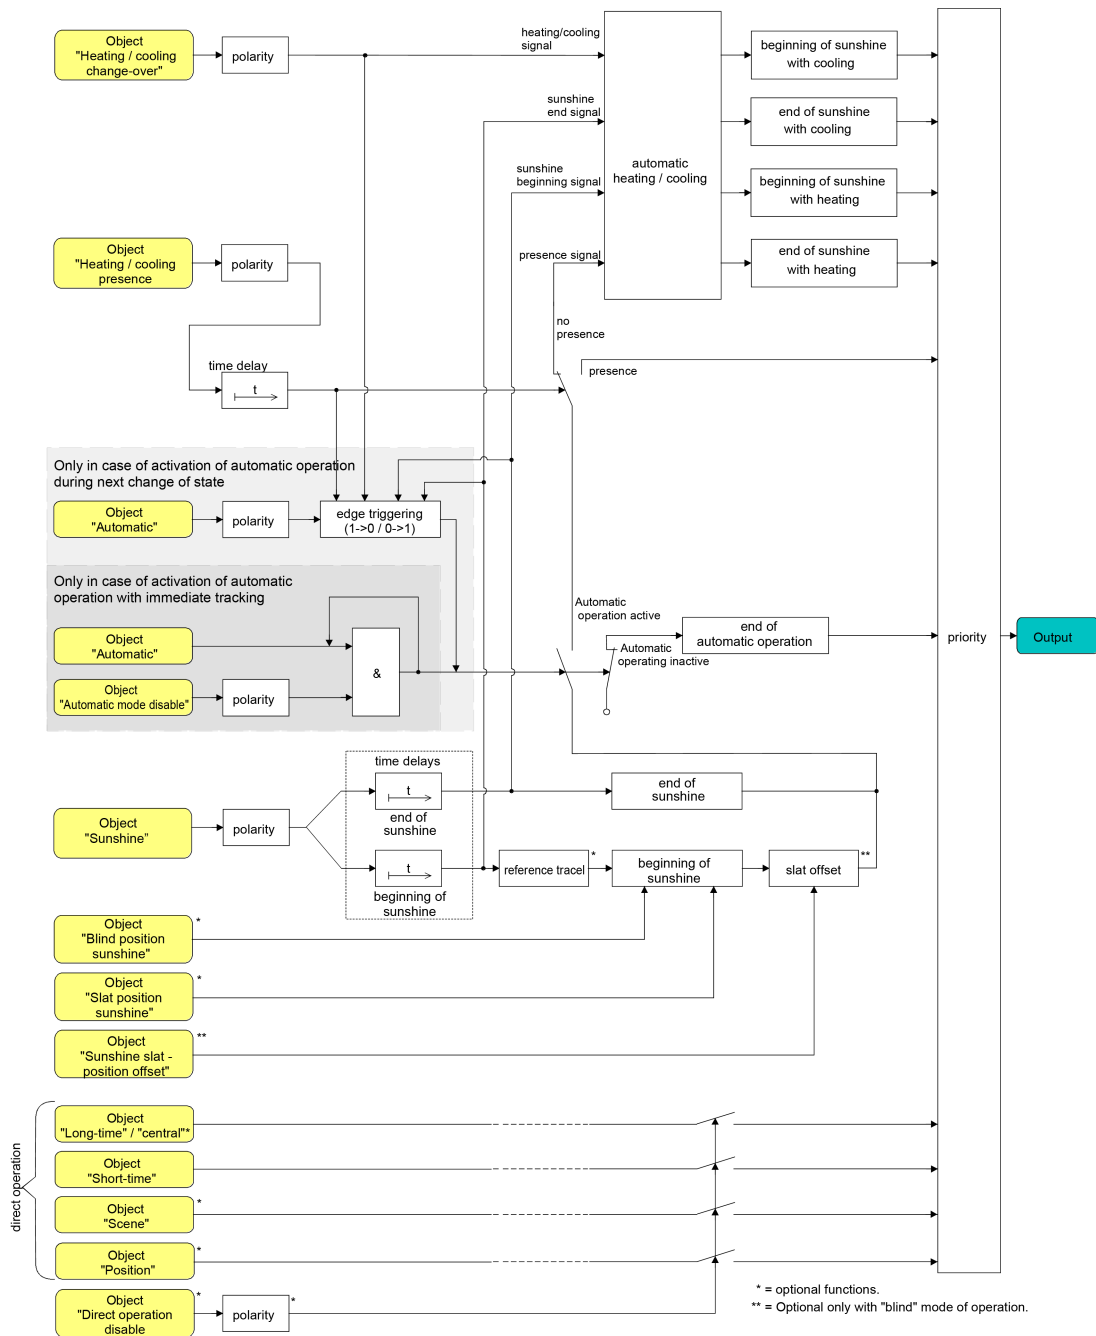 Object
"Heating / cooling
change-over"
polarity
heating/cooling
signal
beginning of sunshine
with cooling
sunshine
end signal
end of sunshine
with cooling
automatic
heating / cooling
sunshine
beginning signal
beginning of sunshine
with heating
Object
"Heating / cooling
presence
polarity
presence signal
end of sunshine
with heating
no
presence
presence
time delay
t
Only in case of activation of automatic operation
during next change of state
Object
"Automatic"
polarity
edge triggering
(1->0 / 0->1)
Only in case of activation of automatic
operation with immediate tracking
Object
"Automatic"
Object
"Automatic mode disable"
polarity
&
Automatic
operation active
Automatic
operating inactive
end of
automatic operation
priority
Output
time delays
t
end of
sunshine
end of
sunshine
Object
"Sunshine"
polarity
t
beginning of
sunshine
reference tracel
*
beginning of
sunshine
slat offset
**
Object
"Blind position
sunshine"
*
Object
"Slat position
sunshine"
*
Object
"Sunshine slat -
position offset"
**
direct operation
Object
"Long-time" / "central"*
Object
"Short-time"
Object
"Scene"
*
Object
"Position"
*
Object
"Direct operation
disable
*
polarity
*
* = optional functions.
** = Optional only with "blind" mode of operation.